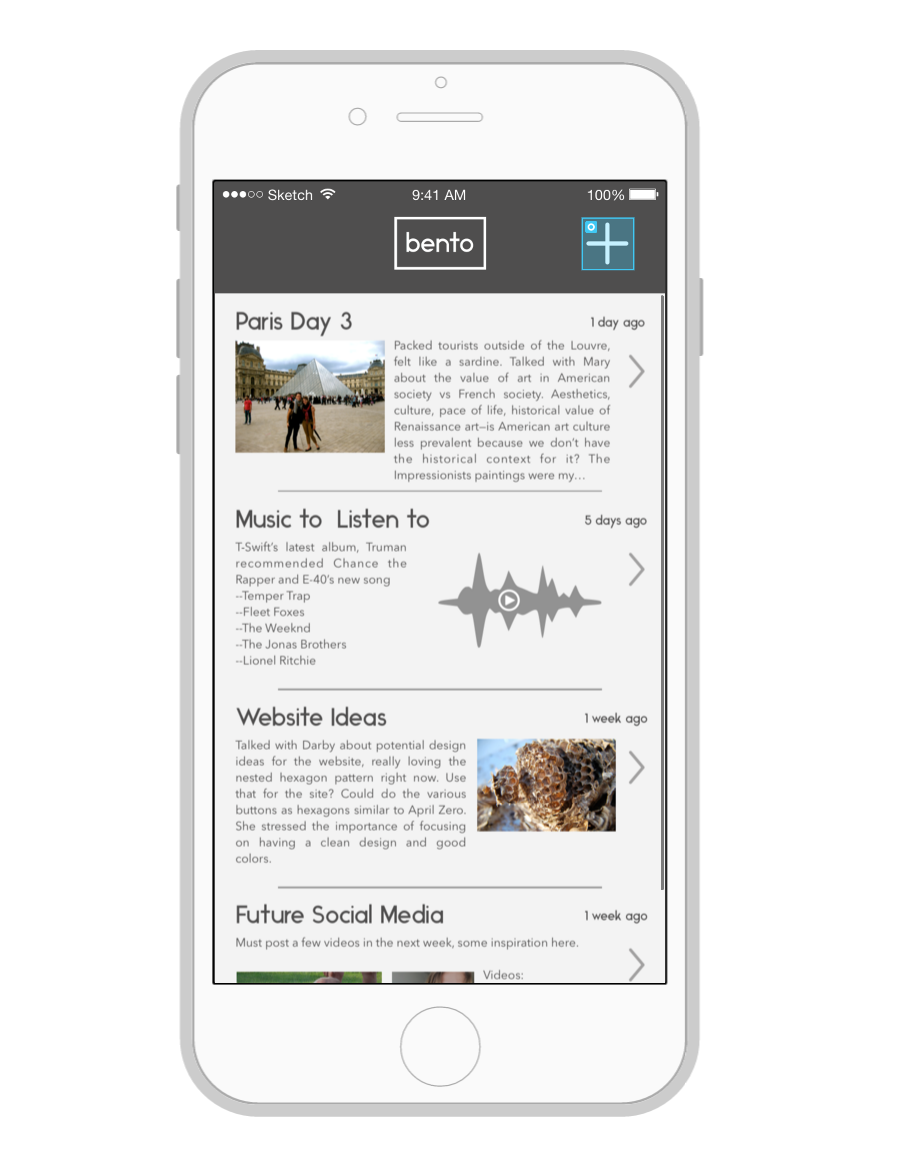 Sketch 9:41 AM 100%
bento
Paris Day 3 1 day ago
Packed tourists outside of the Louvre,
felt like a sardine. Talked with Mary
about the value of art in American
society vs French society. Aesthetics,
culture, pace of life, historical value of
Renaissance art–is American art culture
less prevalent because we don't have
the historical context for it? The
Impressionists paintings were my...
Music to Listen to 5 days ago
T-Swift's latest album, Truman
recommended Chance the
Rapper and E-40's new song
--Temper Trap
--Fleet Foxes
--The Weeknd
--The Jonas Brothers
--Lionel Ritchie
Website Ideas 1 week ago
Talked with Darby about potential design
ideas for the website, really loving the
nested hexagon pattern right now. Use
that for the site? Could do the various
buttons as hexagons similar to April Zero.
She stressed the importance of focusing
on having a clean design and good
colors.
Future Social Media 1 week ago
Must post a few videos in the next week, some inspiration here.
Videos: